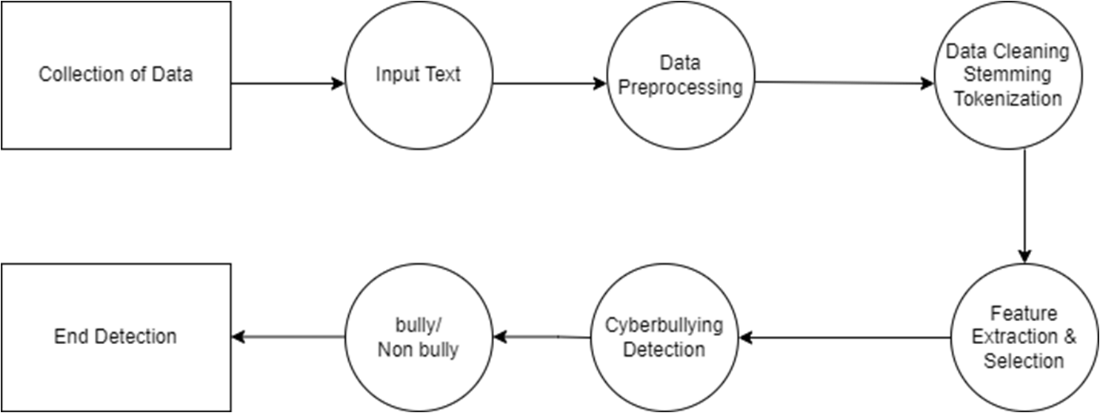 Collection of Data
Input Text
Data
Preprocessing
Data Cleaning
Stemming
Tokenization
Feature
Extraction &
Selection
Cyberbullying
Detection
bully/
Non bully
End Detection